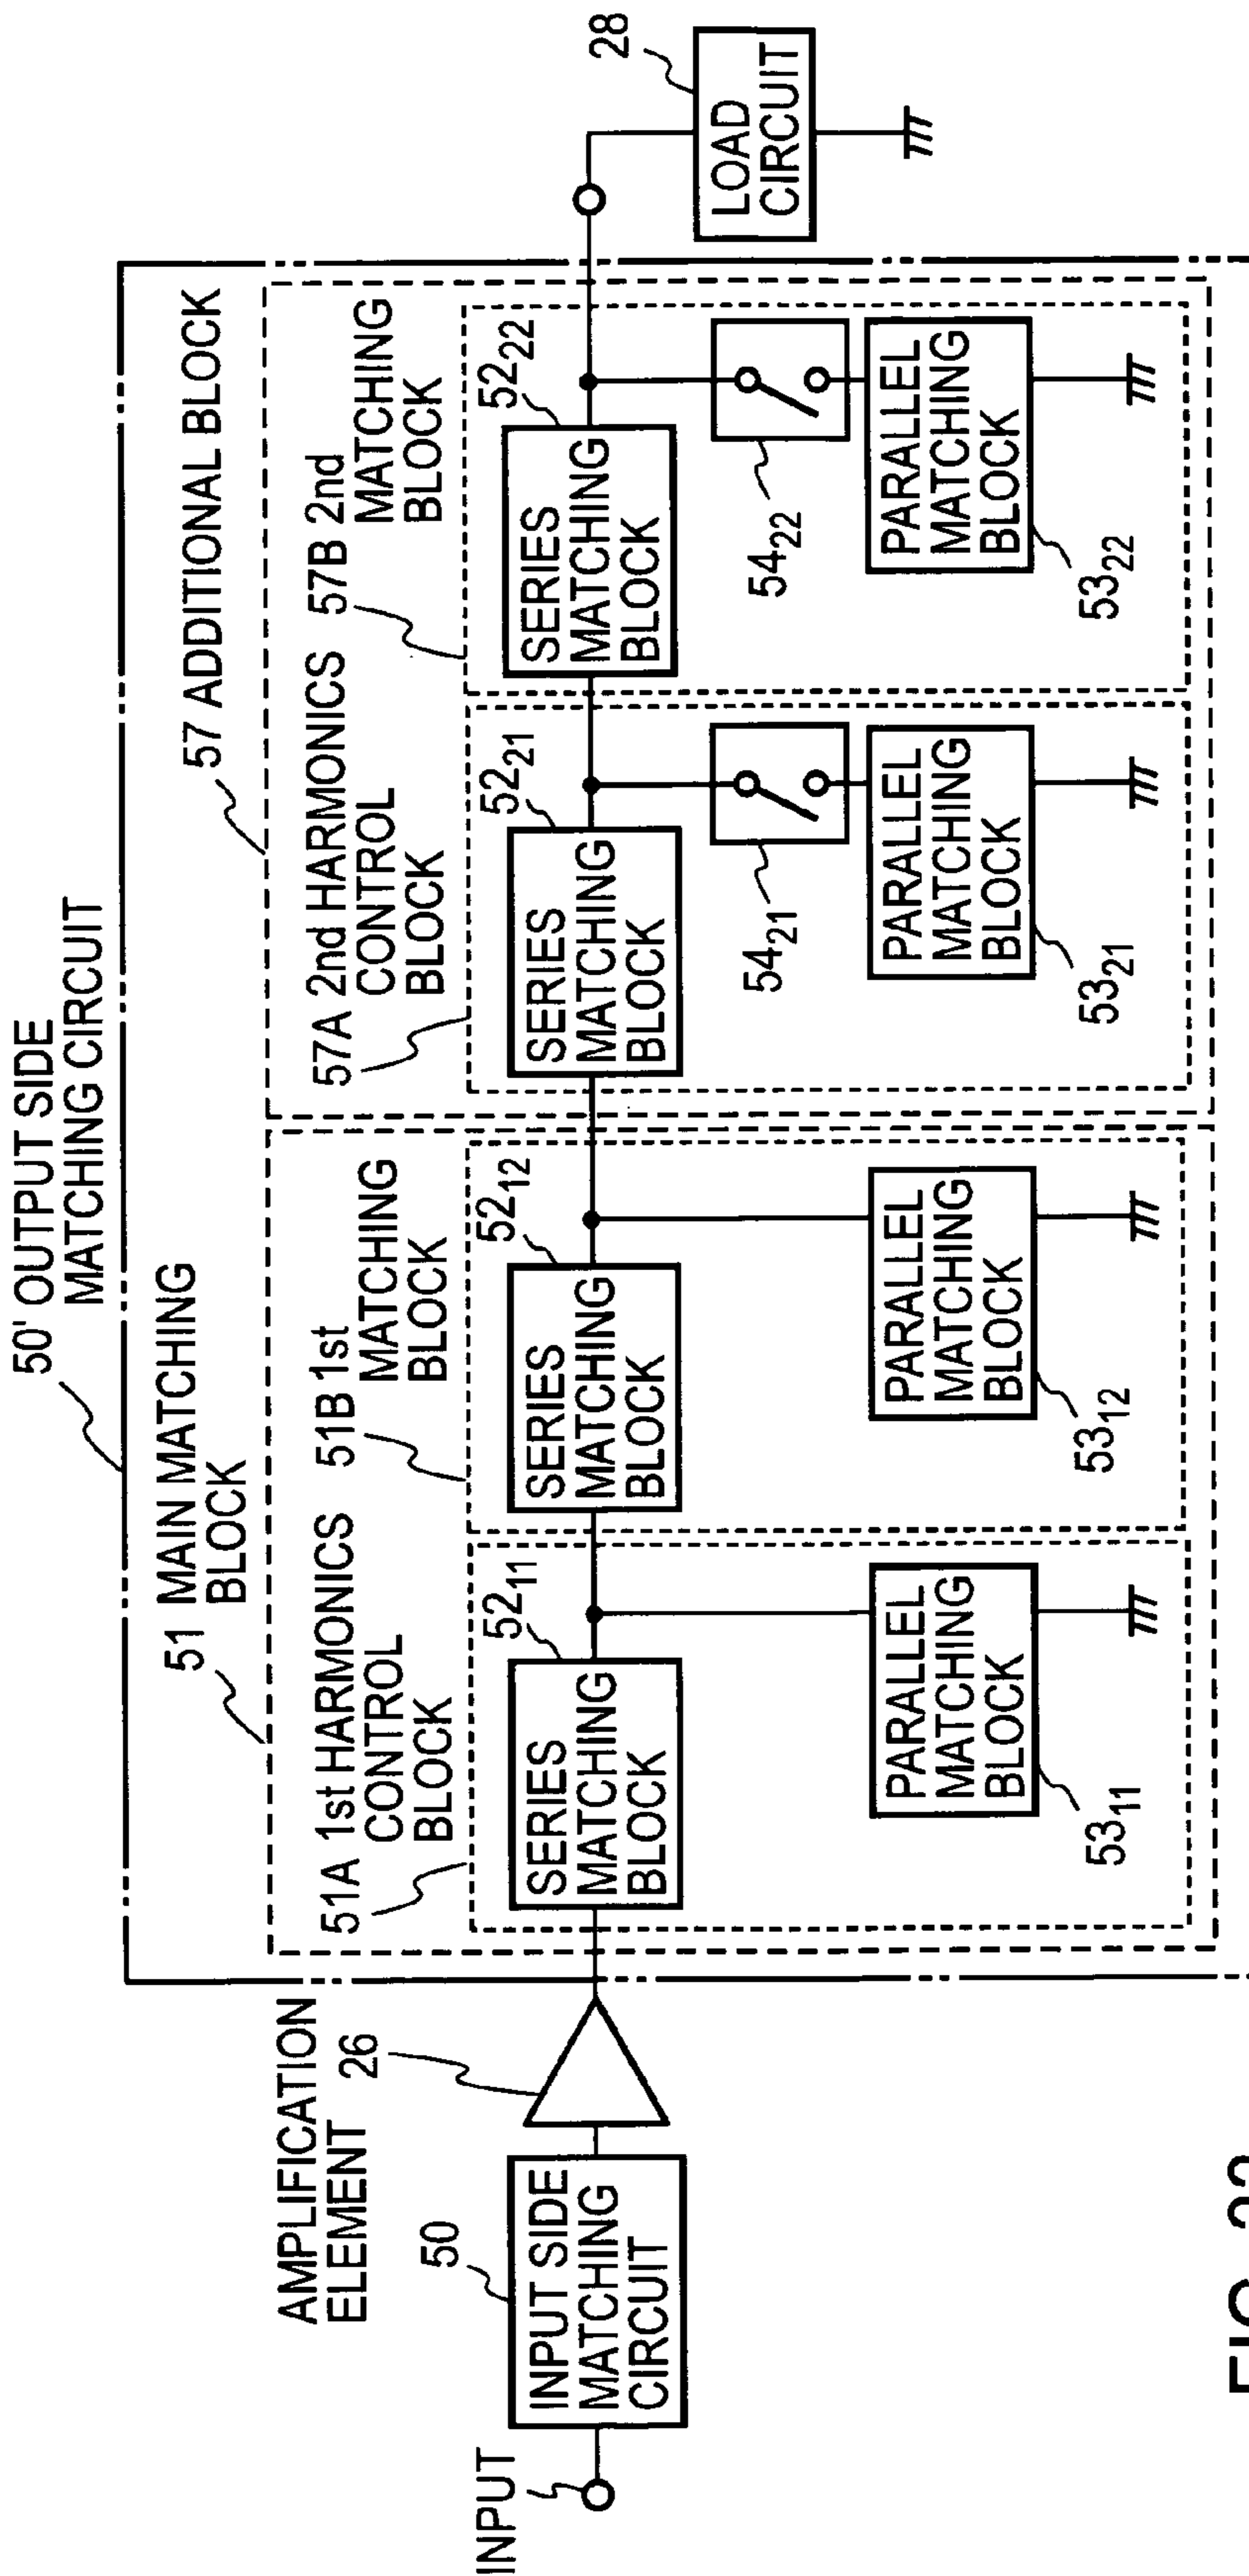 50' OUTPUT SIDE
MATCHING CIRCUIT
51 MAIN MATCHING
BLOCK
57 ADDITIONAL BLOCK
AMPLIFICATION
ELEMENT 26
51A 1st HARMONICS
CONTROL
BLOCK
51B 1st
MATCHING
BLOCK
57A 2nd HARMONICS
CONTROL
BLOCK
57B 2nd
MATCHING
BLOCK
28
LOAD
CIRCUIT
INPUT
50
INPUT SIDE
MATCHING
CIRCUIT
52₁₁
SERIES
MATCHING
BLOCK
52₁₂
SERIES
MATCHING
BLOCK
52₂₁
SERIES
MATCHING
BLOCK
52₂₂
SERIES
MATCHING
BLOCK
54₂₁
54₂₂
PARALLEL
MATCHING
BLOCK
53₁₁
PARALLEL
MATCHING
BLOCK
53₁₂
PARALLEL
MATCHING
BLOCK
53₂₁
PARALLEL
MATCHING
BLOCK
53₂₂